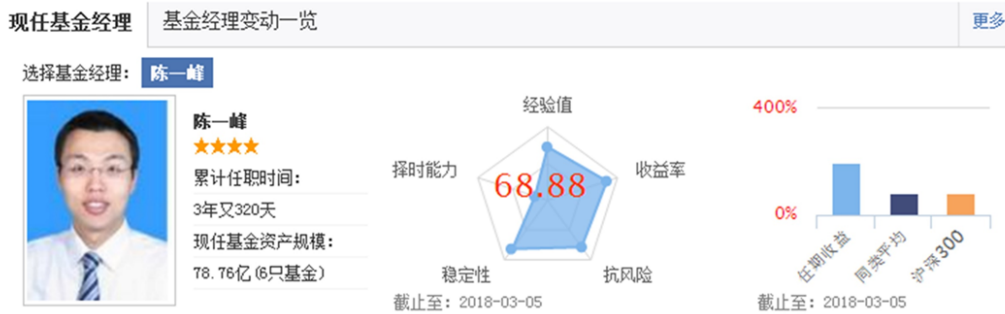 现任基金经理
基金经理变动一览
更多
选择基金经理： 陈一峰
陈一峰
累计任职时间：
3年又320天
现任基金资产规模：
78.76亿(6只基金)
经验值
择时能力
收益率
68.88
稳定性
抗风险
截止至：2018-03-05
400%
0%
任期收益
同类平均
沪深300
截止至：2018-03-05